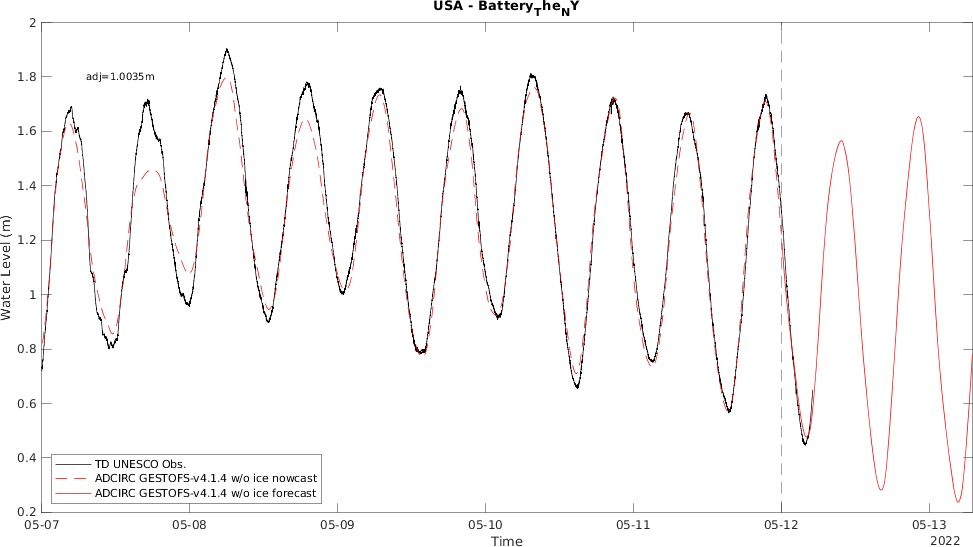 USA - Battery_The_NY
2
1.8
adj=1.0035m
1.6
1.4
1.2
1
0.8
0.6
0.4
0.2
Water Level (m)
TD UNESCO Obs.
ADCIRC GESTOFS-v4.1.4 w/o ice nowcast
ADCIRC GESTOFS-v4.1.4 w/o ice forecast
05-07
05-08
05-09
05-10
05-11
05-12
05-13
Time
2022